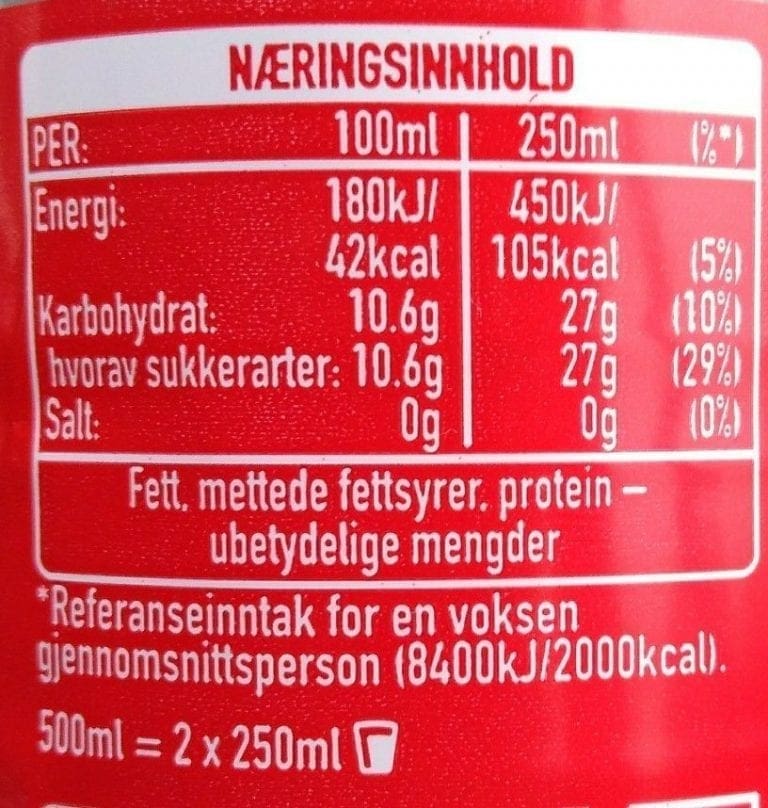 NÆRINGSINNHOLD
PER: 100ml 250ml (%*)
Energi: 180kJ/ 450kJ/
42kcal 105kcal (5%)
Karbohydrat: 10.6g 27g (10%)
hvorav sukkerarter: 10.6g 27g (29%)
Salt: 0g 0g (0%)
Fett, mettede fettsyrer, protein –
ubetydelige mengder
*Referanseinntak for en voksen
gjennomsnittsperson (8400kJ/2000kcal).
500ml = 2 x 250ml